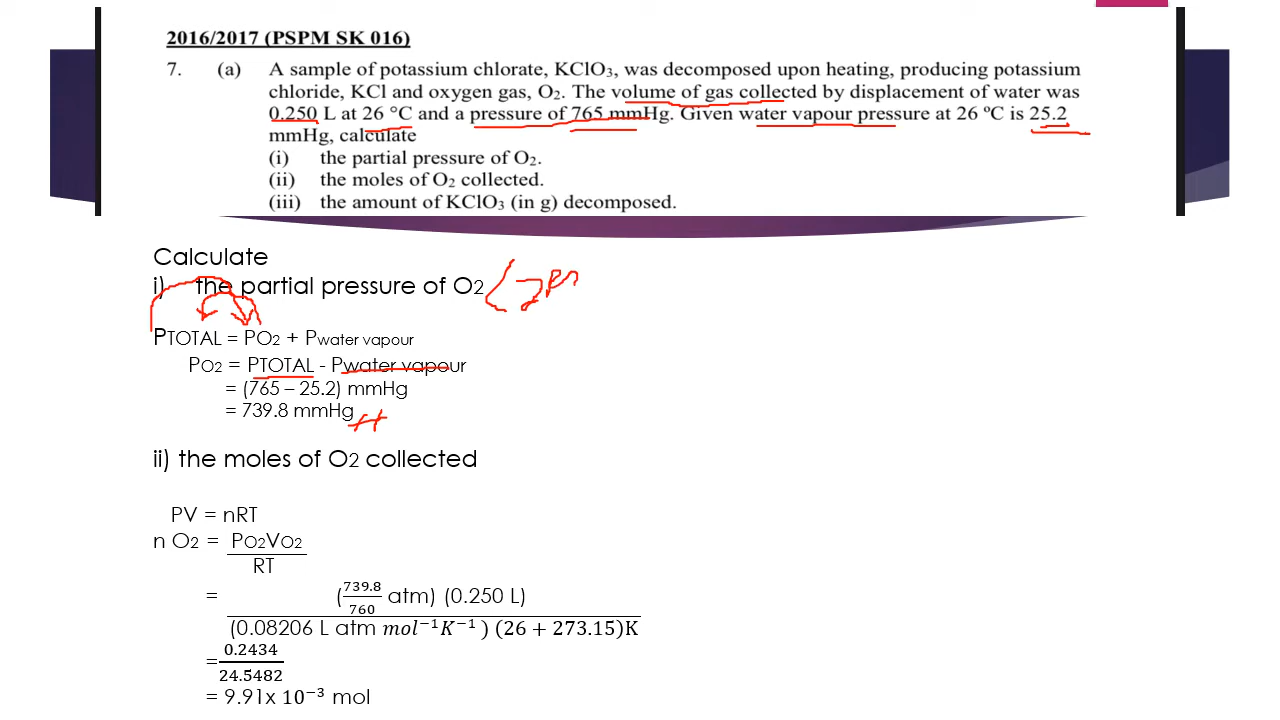 2016/2017 (PSPM SK 016)
7. (a) A sample of potassium chlorate, KClO₃, was decomposed upon heating, producing potassium
chloride, KCl and oxygen gas, O₂. The volume of gas collected by displacement of water was
0.250 L at 26 °C and a pressure of 765 mmHg. Given water vapour pressure at 26 ºC is 25.2
mmHg, calculate
(i) the partial pressure of O₂.
(ii) the moles of O₂ collected.
(iii) the amount of KClO₃ (in g) decomposed.
Calculate
i) the partial pressure of O2
PTOTAL = PO2 + Pwater vapour
PO2 = PTOTAL - Pwater vapour
= (765 – 25.2) mmHg
= 739.8 mmHg
ii) the moles of O2 collected
PV = nRT
n O2 = PO2VO2
RT
= (739.8/760 atm) (0.250 L)
(0.08206 L atm mol⁻¹K⁻¹ ) (26 + 273.15)K
= 0.2434
24.5482
= 9.91x 10⁻³ mol